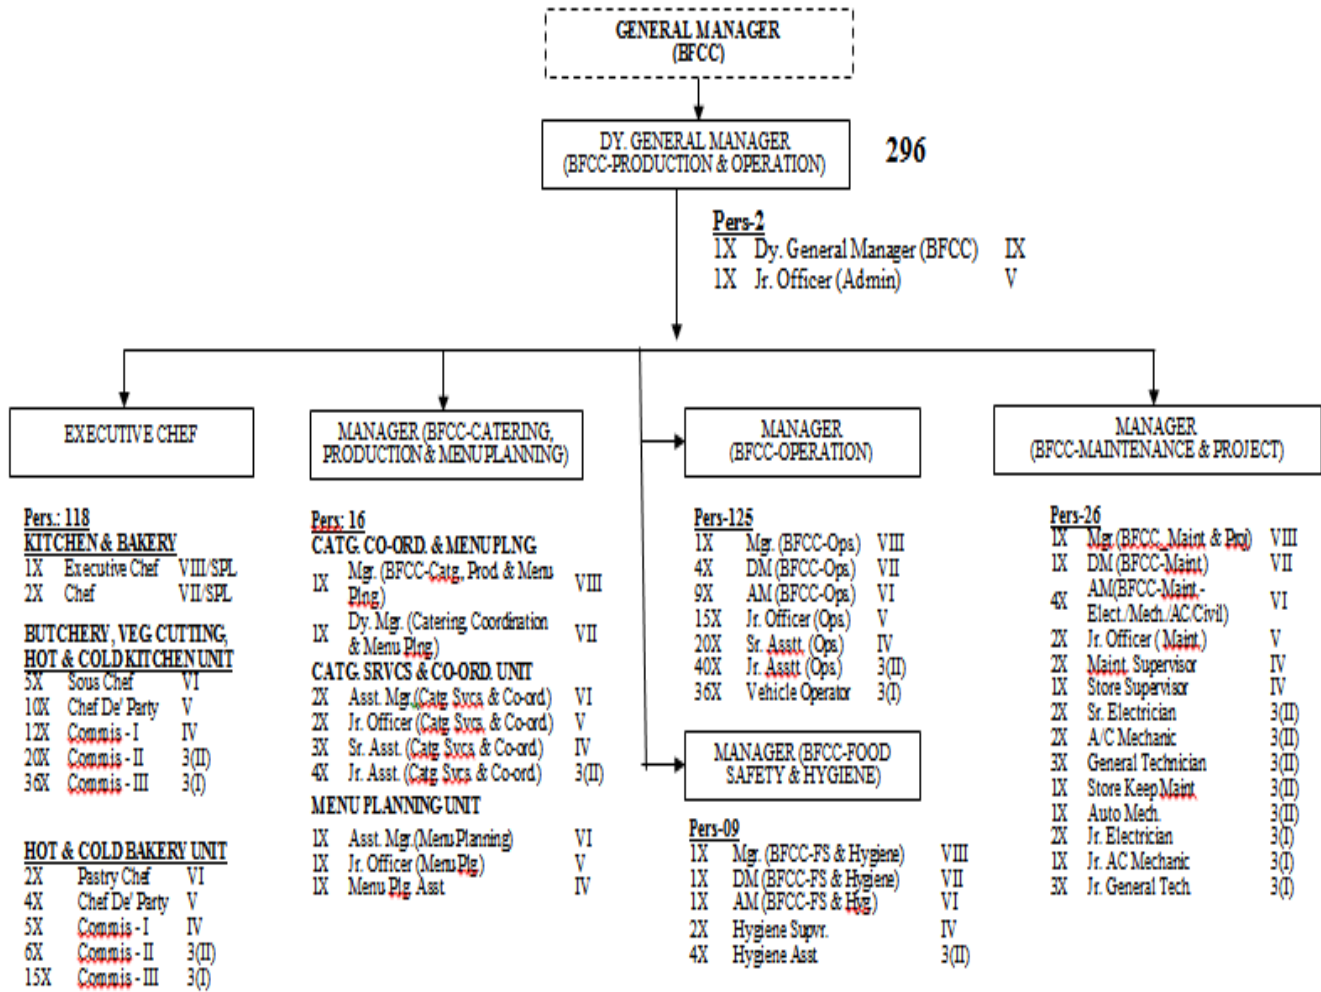 GENERAL MANAGER
(BFCC)
DY. GENERAL MANAGER
(BFCC-PRODUCTION & OPERATION)
296
Pers-2
1X Dy. General Manager (BFCC) IX
1X Jr. Officer (Admin) V
EXECUTIVE CHEF
Pers.: 118
KITCHEN & BAKERY
1X Executive Chef VIII/SPL
2X Chef VII/SPL
BUTCHERY, VEG CUTTING,
HOT & COLD KITCHEN UNIT
5X Sous Chef VI
10X Chef De' Party V
12X Commis - I IV
20X Commis - II 3(II)
36X Commis - III 3(I)
HOT & COLD BAKERY UNIT
2X Pastry Chef VI
4X Chef De' Party V
5X Commis - I IV
6X Commis - II 3(II)
15X Commis - III 3(I)
MANAGER (BFCC-CATERING,
PRODUCTION & MENU PLANNING)
Pers: 16
CATG. CO-ORD. & MENU PLNG.
1X Mgr. (BFCC-Catg, Prod. & Menu
Plng.) VIII
1X Dy. Mgr. (Catering, Coordination
& Menu Plng) VII
CATG. SRVCS & CO-ORD. UNIT
2X Asst. Mgr.(Catg Svcs. & Co-ord.) VI
2X Jr. Officer (Catg Svcs. & Co-ord.) V
3X Sr. Asst. (Catg Svcs. & Co-ord.) IV
4X Jr. Asst. (Catg Svcs. & Co-ord.) 3(II)
MENU PLANNING UNIT
1X Asst. Mgr.(Menu Planning) VI
1X Jr. Officer (Menu Plg.) V
1X Menu Plg. Asst IV
MANAGER
(BFCC-OPERATION)
Pers-125
1X Mgr. (BFCC-Ops.) VIII
4X DM (BFCC-Ops.) VII
9X AM (BFCC-Ops.) VI
15X Jr. Officer (Ops.) V
20X Sr. Asstt. (Ops.) IV
40X Jr. Asstt (Ops.) 3(II)
36X Vehicle Operator 3(I)
MANAGER (BFCC-FOOD
SAFETY & HYGIENE)
Pers-09
1X Mgr. (BFCC-FS & Hygiene) VIII
1X DM (BFCC-FS & Hygiene) VII
1X AM (BFCC-FS & Hyg.) VI
2X Hygiene Supvr. IV
4X Hygiene Asst 3(II)
MANAGER
(BFCC-MAINTENANCE & PROJECT)
Pers-26
1X Mgr.(BFCC_Maint. & Proj) VIII
1X DM (BFCC-Maint.) VII
4X AM(BFCC-Maint.-
Elect./Mech./AC.Civil) VI
2X Jr. Officer ( Maint.) V
2X Maint. Supervisor IV
1X Store Supervisor IV
2X Sr. Electrician 3(II)
2X A/C Mechanic 3(II)
3X General Technician 3(II)
1X Store Keep Maint 3(II)
1X Auto Mech. 3(II)
2X Jr. Electrician 3(I)
1X Jr. AC Mechanic 3(I)
3X Jr. General Tech. 3(I)